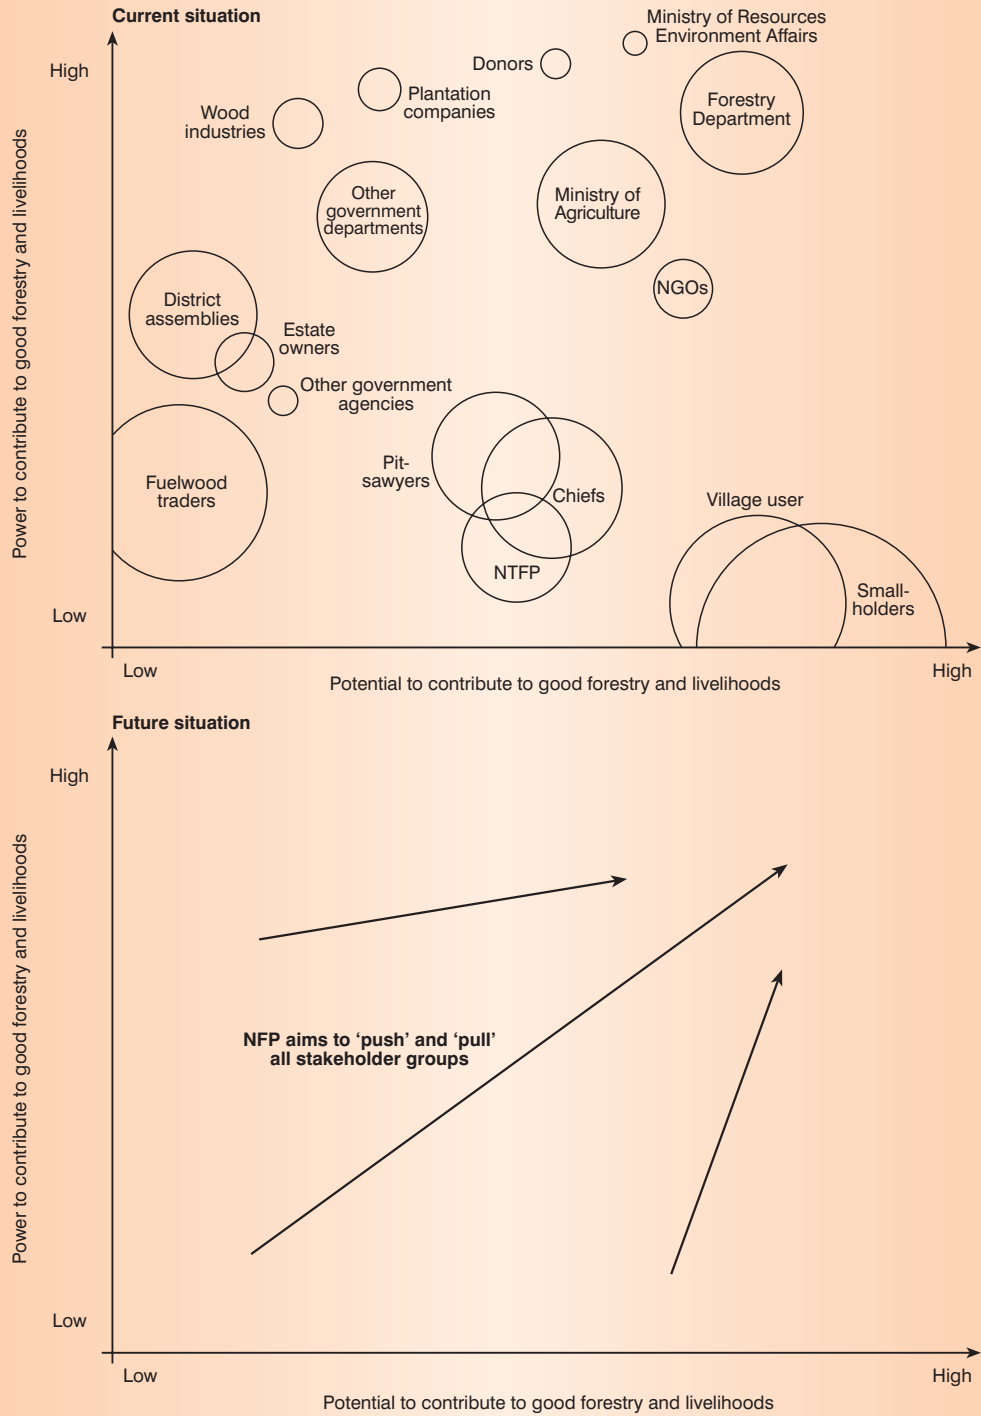 Current situation
Ministry of Resources
Environment Affairs
High
Donors
Plantation
companies
Forestry
Department
Wood
industries
Other
government
departments
Ministry of
Agriculture
NGOs
District
assemblies
Estate
owners
Other government
agencies
Pit-
sawyers
Chiefs
Fuelwood
traders
Village user
NTFP
Small-
holders
Power to contribute to good forestry and livelihoods
Low
Low
High
Potential to contribute to good forestry and livelihoods
Future situation
High
NFP aims to ‘push’ and ‘pull’
all stakeholder groups
Power to contribute to good forestry and livelihoods
Low
Low
High
Potential to contribute to good forestry and livelihoods